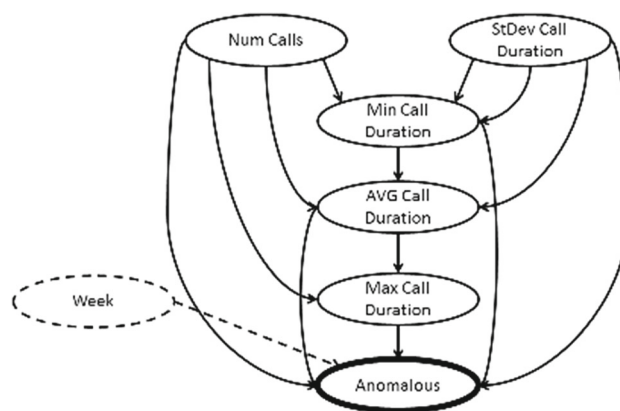 Num Calls
StDev Call
Duration
Min Call
Duration
AVG Call
Duration
Max Call
Duration
Week
Anomalous